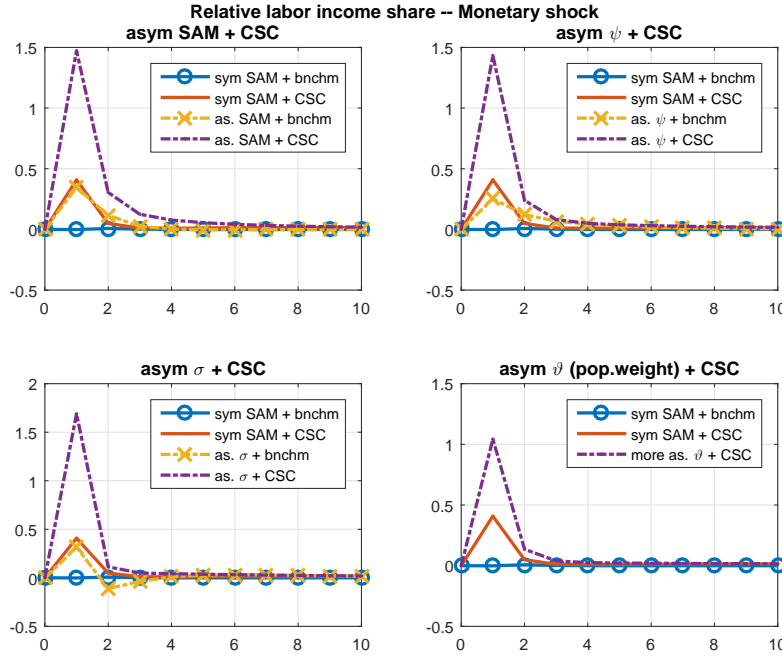 Relative labor income share -- Monetary shock
asym SAM + CSC
1.5
1
0.5
0
-0.5
0 2 4 6 8 10
sym SAM + bnchm
sym SAM + CSC
as. SAM + bnchm
as. SAM + CSC
asym ψ + CSC
1.5
1
0.5
0
-0.5
0 2 4 6 8 10
sym SAM + bnchm
sym SAM + CSC
as. ψ + bnchm
as. ψ + CSC
asym σ + CSC
2
1.5
1
0.5
0
-0.5
0 2 4 6 8 10
sym SAM + bnchm
sym SAM + CSC
as. σ + bnchm
as. σ + CSC
asym ϑ (pop.weight) + CSC
1.5
1
0.5
0
-0.5
0 2 4 6 8 10
sym SAM + bnchm
sym SAM + CSC
more as. ϑ + CSC